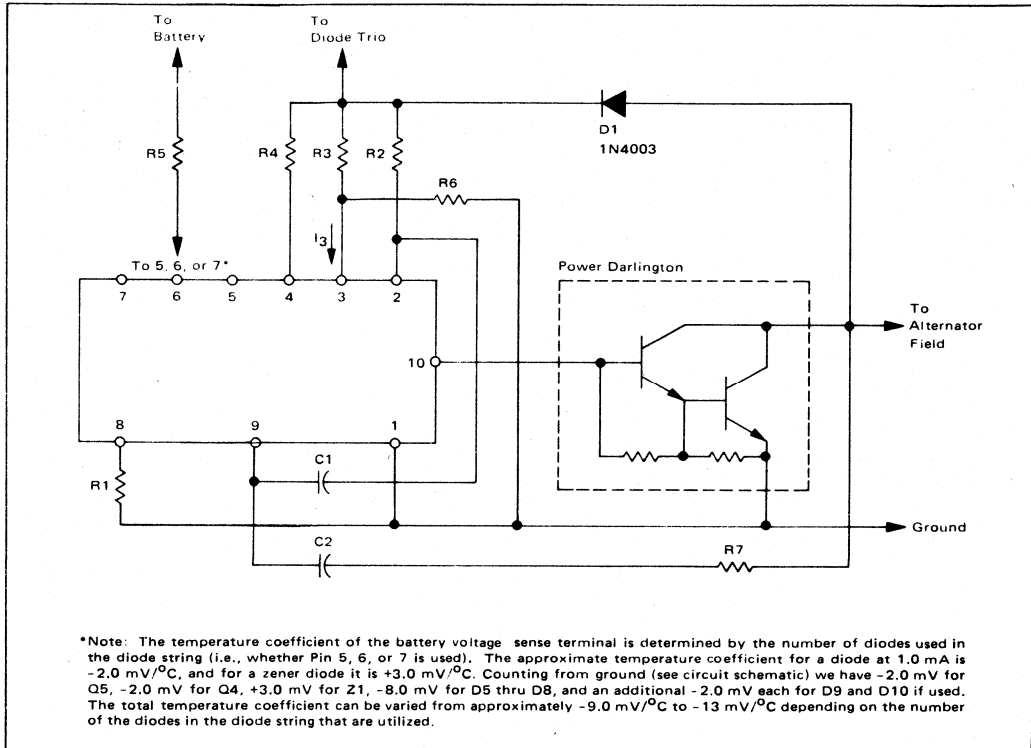 To
Battery
To
Diode Trio
D1
1N4003
R5
R4
R3
R2
R6
I3
To 5, 6, or 7*
7
6
5
4
3
2
10
8
9
1
Power Darlington
To
Alternator
Field
R1
C1
C2
R7
Ground
*Note: The temperature coefficient of the battery voltage sense terminal is determined by the number of diodes used in
the diode string (i.e., whether Pin 5, 6, or 7 is used). The approximate temperature coefficient for a diode at 1.0 mA is
-2.0 mV/°C, and for a zener diode it is +3.0 mV/°C. Counting from ground (see circuit schematic) we have -2.0 mV for
Q5, -2.0 mV for Q4, +3.0 mV for Z1, -8.0 mV for D5 thru D8, and an additional -2.0 mV each for D9 and D10 if used.
The total temperature coefficient can be varied from approximately -9.0 mV/°C to -13 mV/°C depending on the number
of the diodes in the diode string that are utilized.